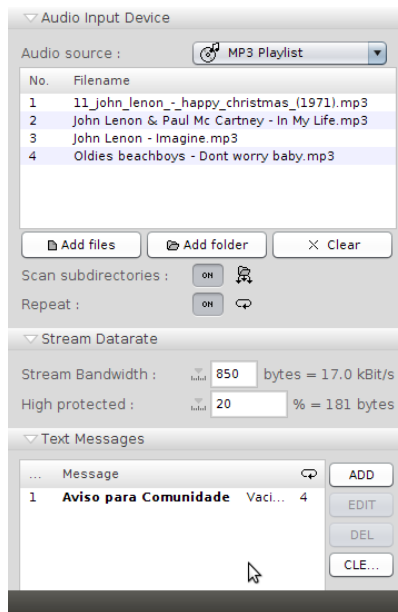 Audio Input Device
Audio source : MP3 Playlist
No. Filename
1 11_john_lenon_-_happy_christmas_(1971).mp3
2 John Lenon & Paul Mc Cartney - In My Life.mp3
3 John Lenon - Imagine.mp3
4 Oldies beachboys - Dont worry baby.mp3
Add files Add folder Clear
Scan subdirectories : ON
Repeat : ON
Stream Datarate
Stream Bandwidth : 850 bytes = 17.0 kBit/s
High protected : 20 % = 181 bytes
Text Messages
... Message ADD
1 Aviso para Comunidade Vaci... 4
EDIT
DEL
CLE...